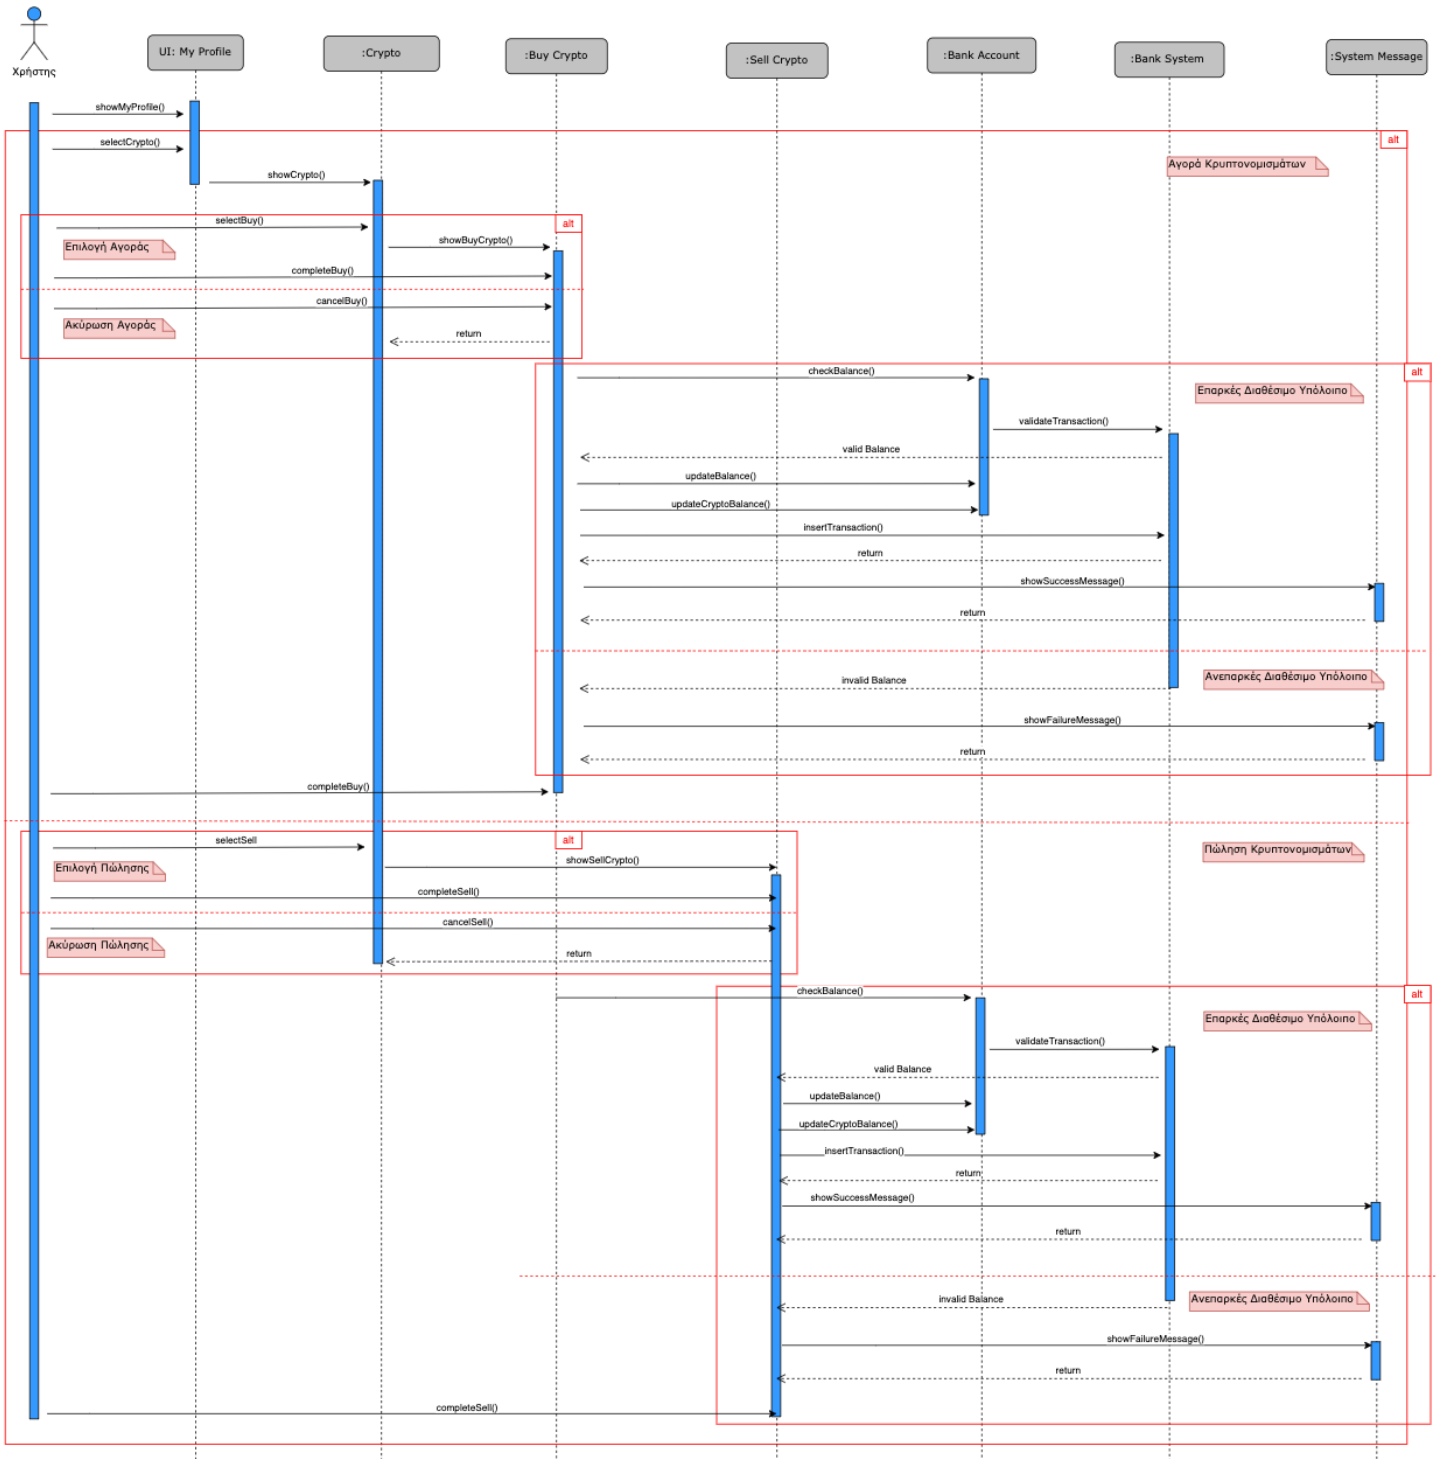 UI: My Profile
:Crypto
:Buy Crypto
:Sell Crypto
:Bank Account
:Bank System
:System Message
Χρήστης
showMyProfile()
alt
selectCrypto()
Αγορά Κρυπτονομισμάτων
showCrypto()
selectBuy()
alt
showBuyCrypto()
Επιλογή Αγοράς
completeBuy()
cancelBuy()
Ακύρωση Αγοράς
return
checkBalance()
alt
Επαρκές Διαθέσιμο Υπόλοιπο
validateTransaction()
valid Balance
updateBalance()
updateCryptoBalance()
insertTransaction()
return
showSuccessMessage()
return
invalid Balance
Ανεπαρκές Διαθέσιμο Υπόλοιπο
showFailureMessage()
return
completeBuy()
selectSell
alt
Πώληση Κρυπτονομισμάτων
showSellCrypto()
Επιλογή Πώλησης
completeSell()
cancelSell()
Ακύρωση Πώλησης
return
checkBalance()
alt
Επαρκές Διαθέσιμο Υπόλοιπο
validateTransaction()
valid Balance
updateBalance()
updateCryptoBalance()
insertTransaction()
return
showSuccessMessage()
return
invalid Balance
Ανεπαρκές Διαθέσιμο Υπόλοιπο
showFailureMessage()
return
completeSell()